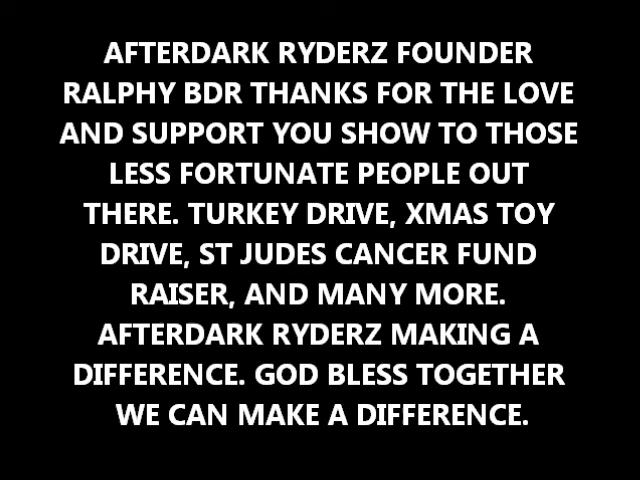 AFTERDARK RYDERZ FOUNDER
RALPHY BDR THANKS FOR THE LOVE
AND SUPPORT YOU SHOW TO THOSE
LESS FORTUNATE PEOPLE OUT
THERE. TURKEY DRIVE, XMAS TOY
DRIVE, ST JUDES CANCER FUND
RAISER, AND MANY MORE.
AFTERDARK RYDERZ MAKING A
DIFFERENCE. GOD BLESS TOGETHER
WE CAN MAKE A DIFFERENCE.